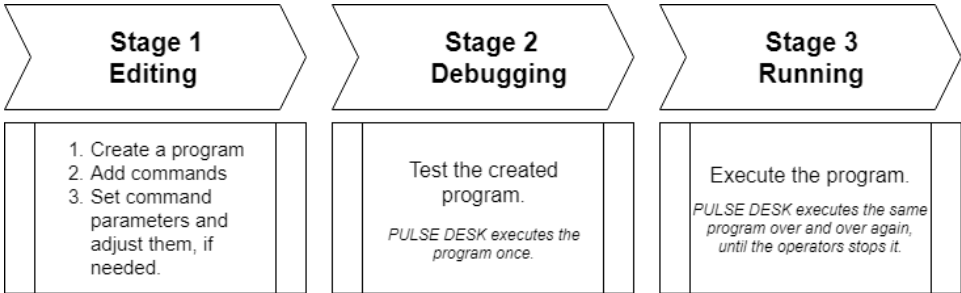 Stage 1
Editing
Stage 2
Debugging
Stage 3
Running
1. Create a program
2. Add commands
3. Set command
parameters and
adjust them, if
needed.
Test the created
program.
PULSE DESK executes the
program once.
Execute the program.
PULSE DESK executes the same
program over and over again,
until the operators stops it.